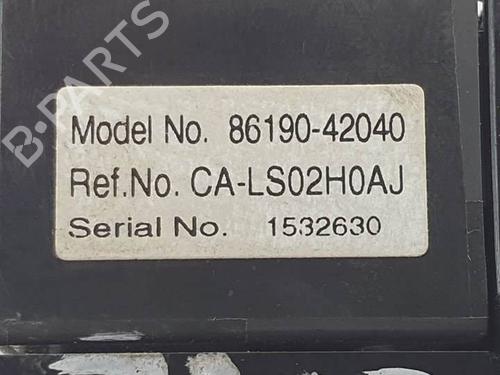 B-PARTS
Model No. 86190-42040
Ref.No. CA-LS02H0AJ
Serial No. 1532630